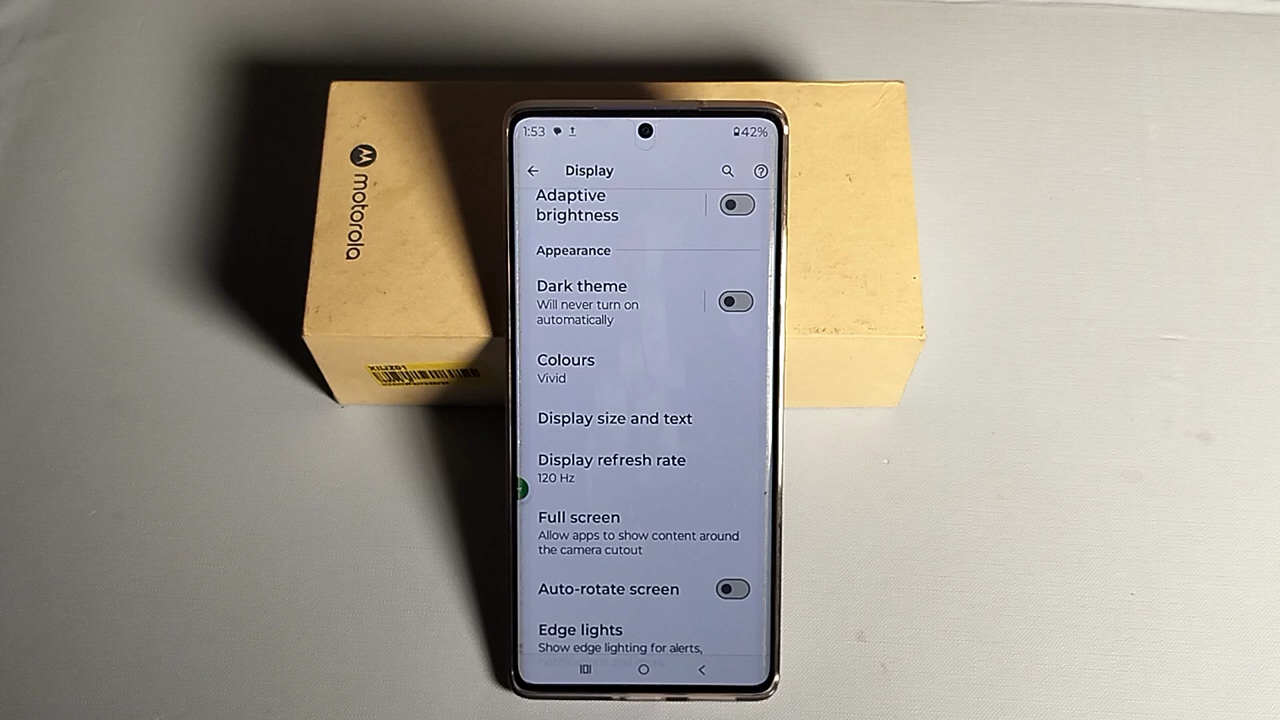 motorola
1:53
42%
Display
Adaptive
brightness
Appearance
Dark theme
Will never turn on
automatically
Colours
Vivid
Display size and text
Display refresh rate
120 Hz
Full screen
Allow apps to show content around
the camera cutout
Auto-rotate screen
Edge lights
Show edge lighting for alerts,